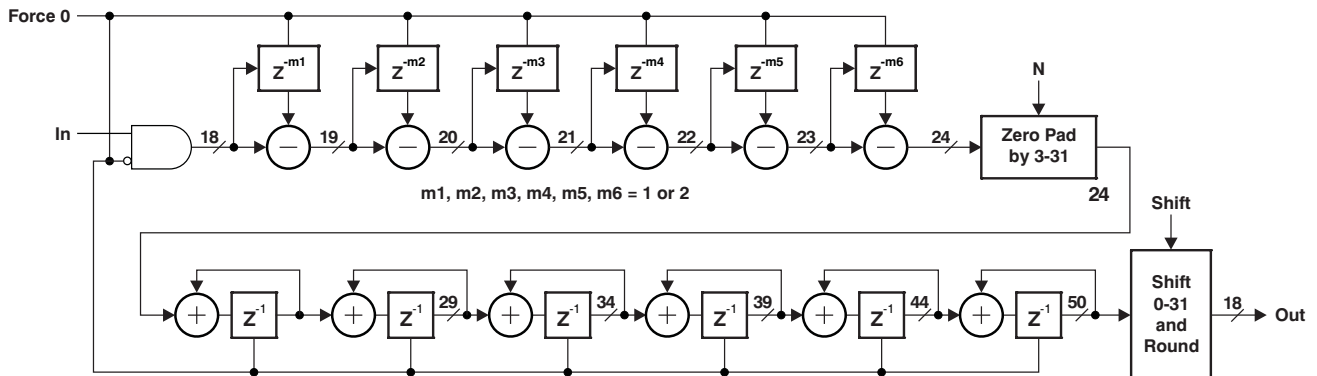 Force 0
Z-m1
Z-m2
Z-m3
Z-m4
Z-m5
Z-m6
N
In
18
19
20
21
22
23
24
Zero Pad
by 3-31
m1, m2, m3, m4, m5, m6 = 1 or 2
24
Shift
Z-1
Z-1
29
Z-1
34
Z-1
39
Z-1
44
Z-1
50
Shift
0-31
and
Round
18
Out